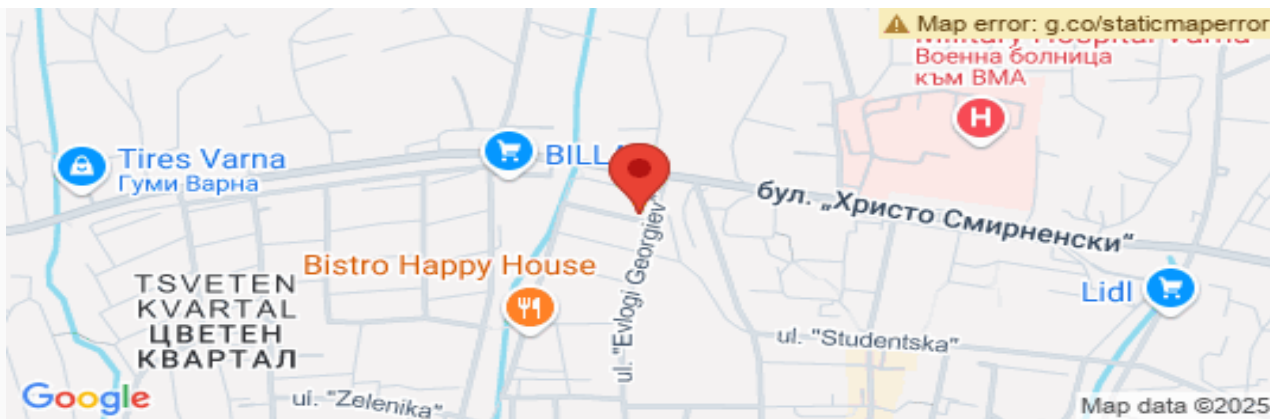 Map error: g.co/staticmaperror
Military Hospital Varna
Военна болница
към ВМА
H
Tires Varna
Гуми Варна
BILLA
бул. „Христо Смирненски“
ul. "Evlogi Georgiev"
Bistro Happy House
TSVETEN
KVARTAL
ЦВЕТЕН
КВАРТАЛ
Lidl
ul. "Studentska"
ul. "Zelenika"
Google
Map data ©2025